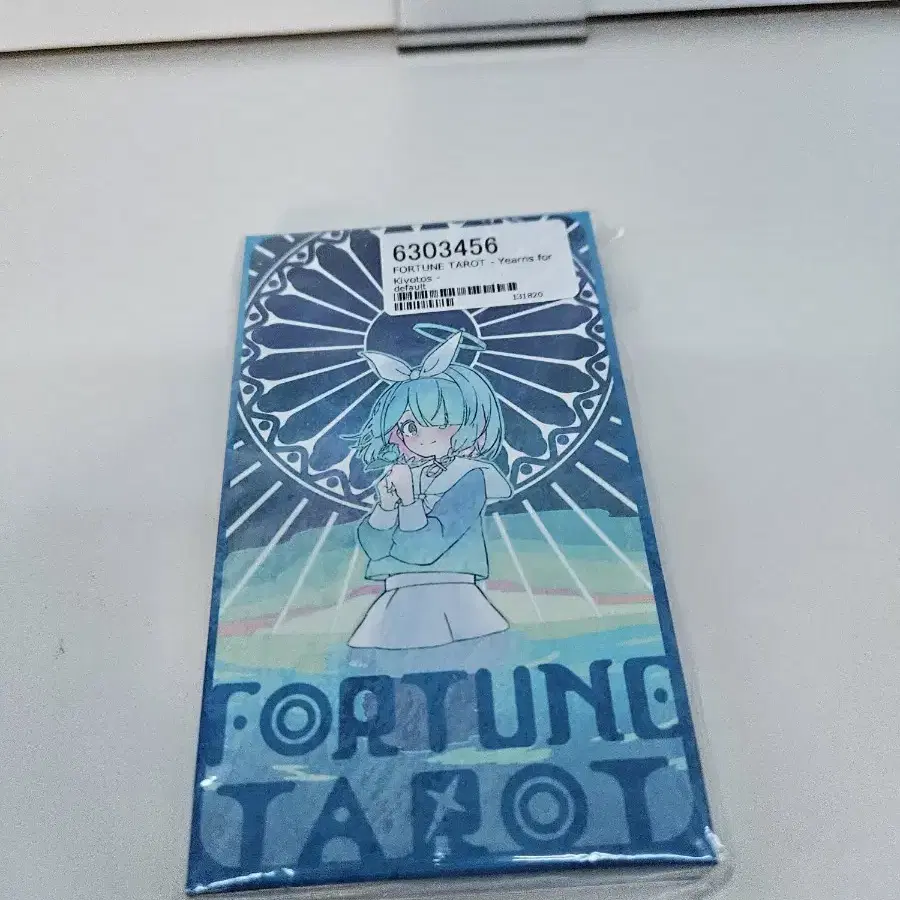 6303456
FORTUNE TAROT - Yearns for
Kivotos -
default
131820
FORTUNE
TAROT